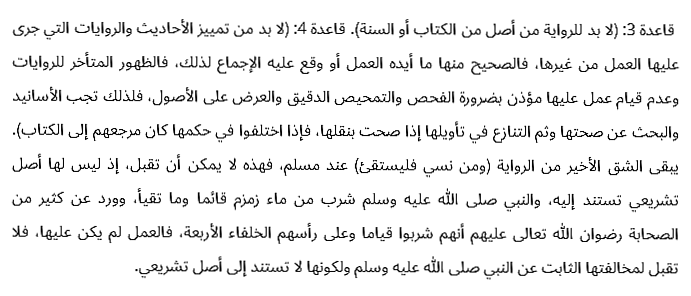 قاعدة 3: (لا بد للرواية من أصل من الكتاب أو السنة). قاعدة 4: (لا بد من تمييز الأحاديث والروايات التي جرى
عليها العمل من غيرها، فالصحيح منها ما أيده العمل أو وقع عليه الإجماع لذلك، فالظهور المتأخر للروايات
وعدم قيام عمل عليها مؤذن بضرورة الفحص والتمحيص الدقيق والعرض على الأصول، فلذلك تجب الأسانيد
والبحث عن صحتها وثم التنازع في تأويلها إذا صحت بنقلها، فإذا اختلفوا في حكمها كان مرجعهم إلى الكتاب).
يبقى الشق الأخير من الرواية (ومن نسي فليستقئ) عند مسلم، فهذه لا يمكن أن تقبل، إذ ليس لها أصل
تشريعي تستند إليه، والنبي صلى الله عليه وسلم شرب من ماء زمزم قائما وما تقيأ، وورد عن كثير من
الصحابة رضوان الله تعالى عليهم أنهم شربوا قياما وعلى رأسهم الخلفاء الأربعة، فالعمل لم يكن عليها، فلا
تقبل لمخالفتها الثابت عن النبي صلى الله عليه وسلم ولكونها لا تستند إلى أصل تشريعي.